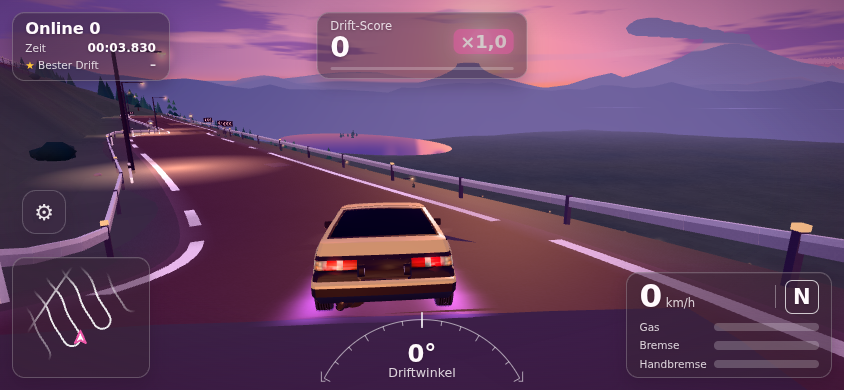 Online 0
Zeit 00:03.830
★ Bester Drift –
Drift-Score
0
×1,0
0°
Driftwinkel
0 km/h
N
Gas
Bremse
Handbremse